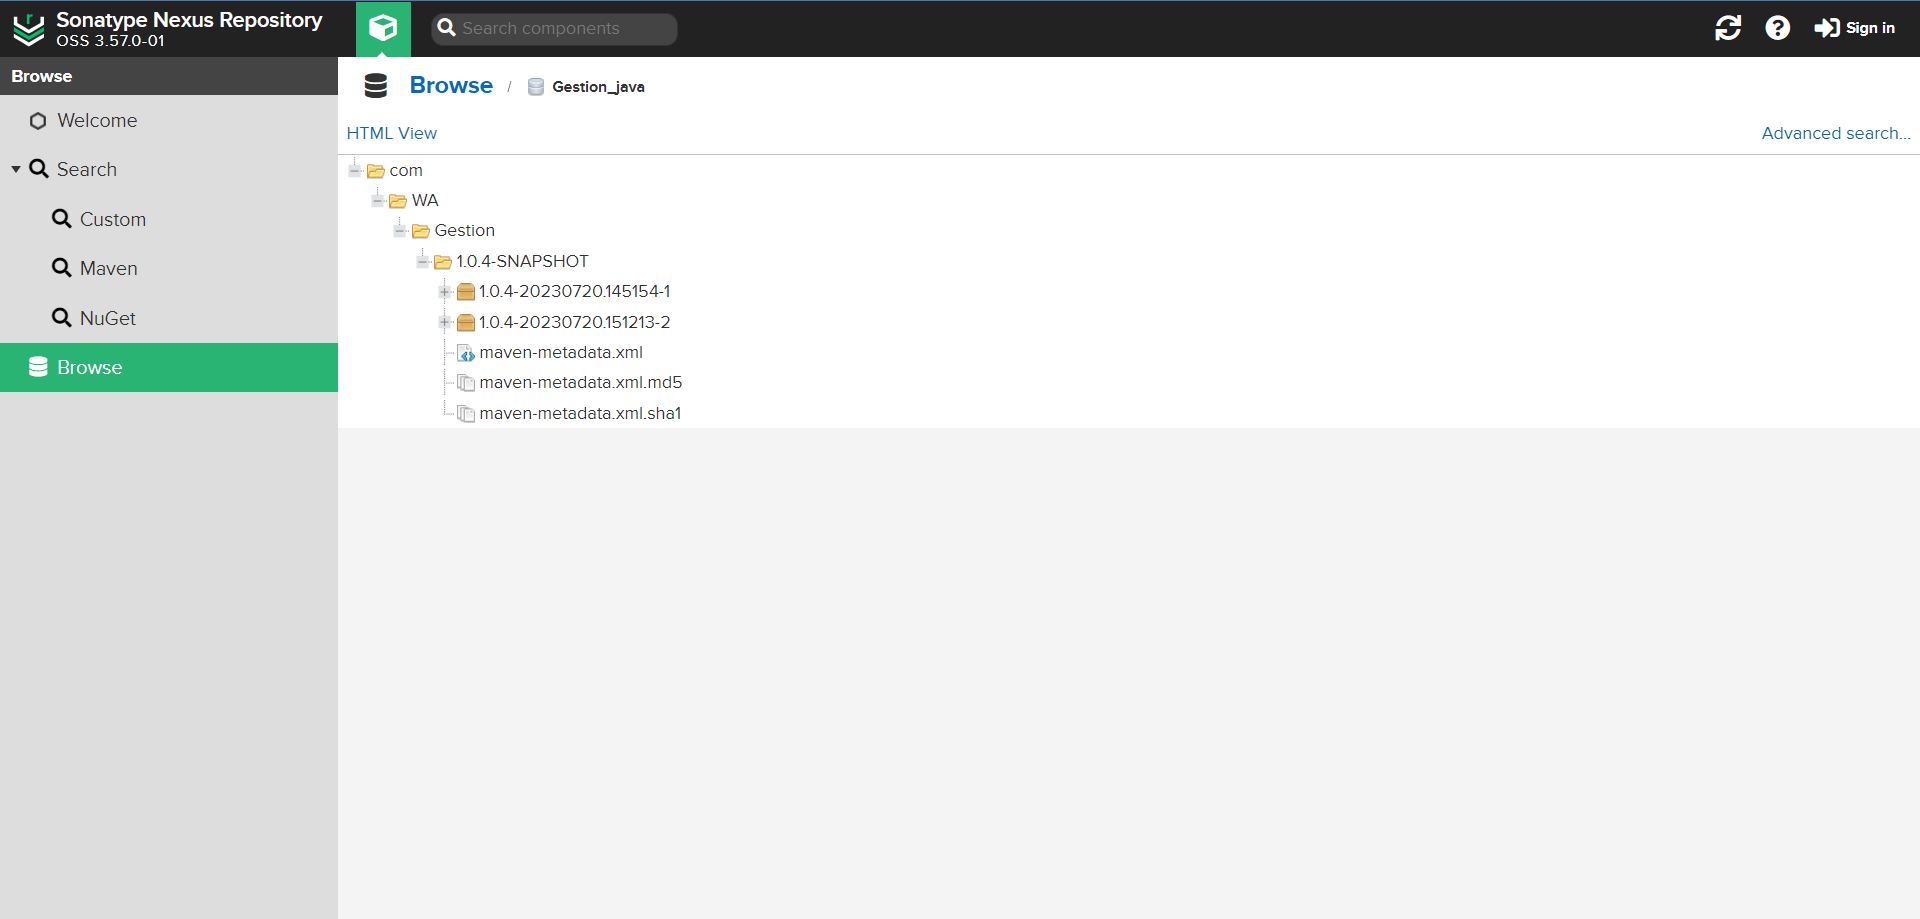 Sonatype Nexus Repository
OSS 3.57.0-01
Search components
Sign in
Browse
Welcome
Search
Custom
Maven
NuGet
Browse
Browse / Gestion_java
HTML View
Advanced search...
com
WA
Gestion
1.0.4-SNAPSHOT
1.0.4-20230720.145154-1
1.0.4-20230720.151213-2
maven-metadata.xml
maven-metadata.xml.md5
maven-metadata.xml.sha1